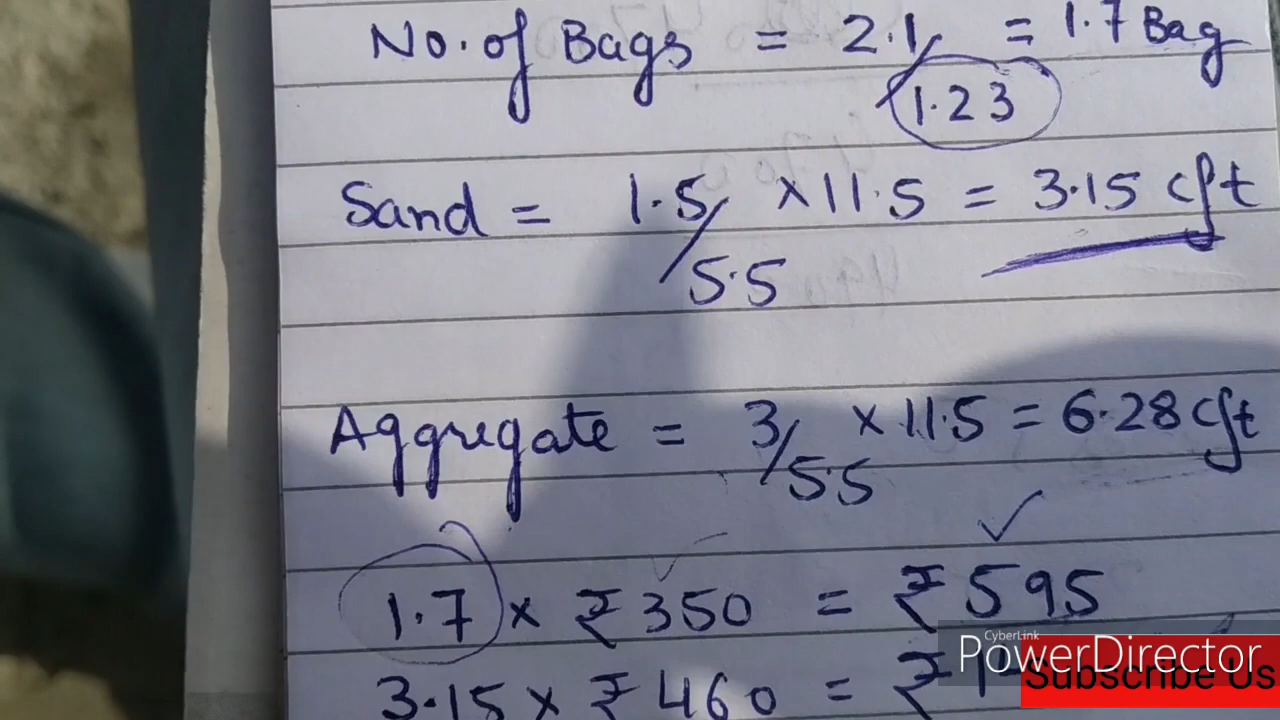 No. of Bags = 2.1/1.23 = 1.7 Bag
Sand = 1.5/5.5 x 11.5 = 3.15 cft
Aggregate = 3/5.5 x 11.5 = 6.28 cft
1.7 x ₹ 350 = ₹ 595
3.15 x ₹ 460 = ₹ 1
CyberLink
PowerDirector
Subscribe Us